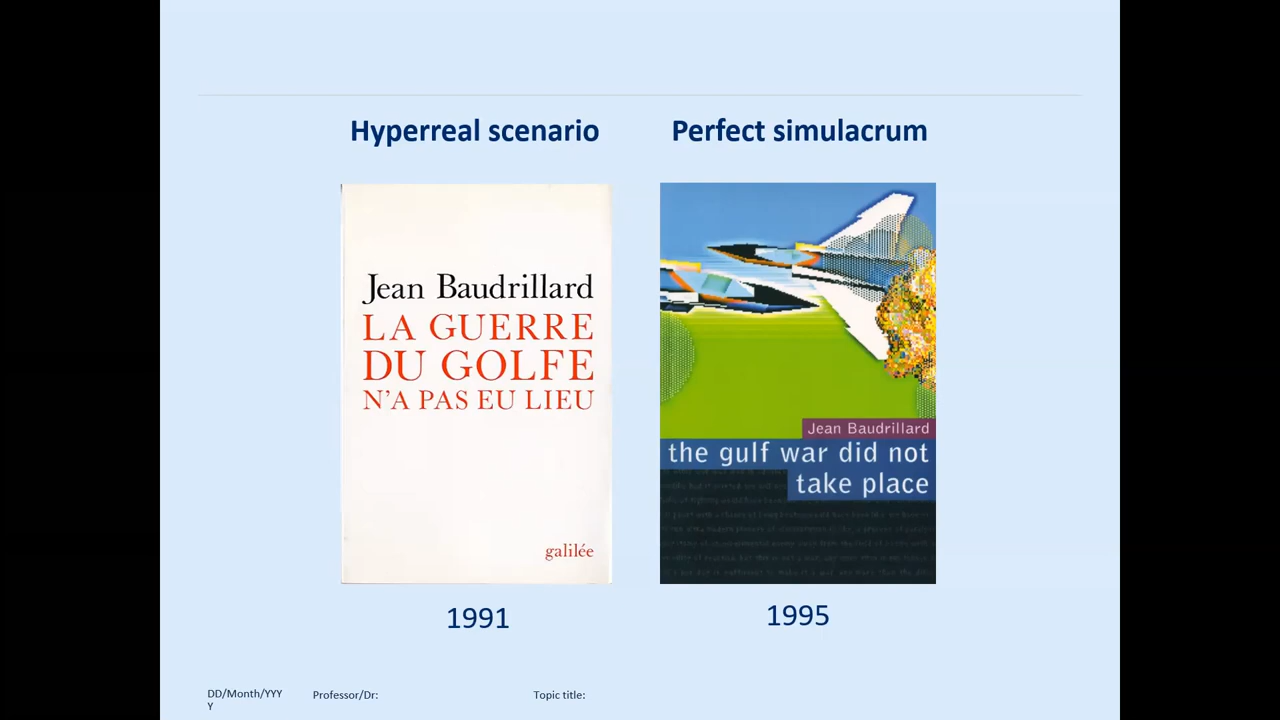 Hyperreal scenario
Perfect simulacrum
Jean Baudrillard
LA GUERRE
DU GOLFE
N'A PAS EU LIEU
galilée
Jean Baudrillard
the gulf war did not
take place
1991
1995
DD/Month/YYY
Y
Professor/Dr:
Topic title: